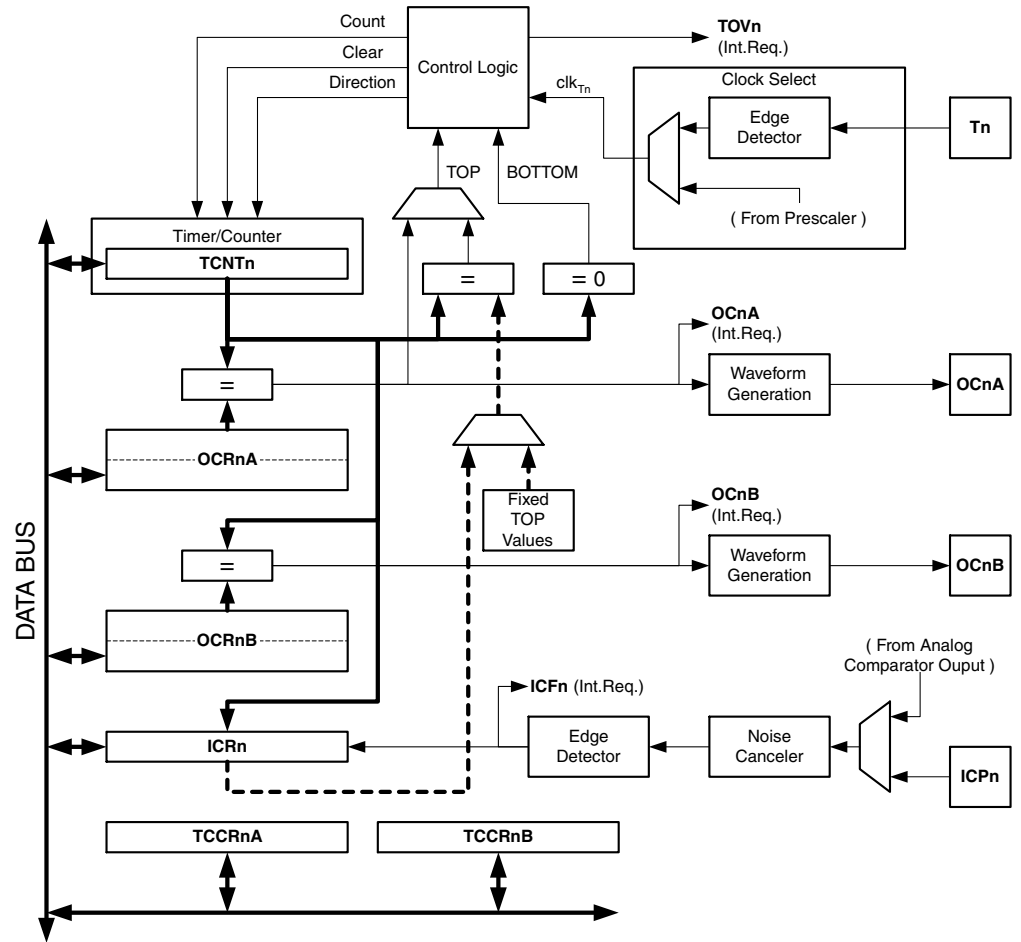 Count
TOVn
(Int.Req.)
Clear
Control Logic
Direction
clkTn
Clock Select
Edge
Detector
Tn
TOP
BOTTOM
( From Prescaler )
Timer/Counter
TCNTn
=
= 0
OCnA
(Int.Req.)
=
Waveform
Generation
OCnA
OCRnA
Fixed
TOP
Values
OCnB
(Int.Req.)
DATA BUS
=
Waveform
Generation
OCnB
OCRnB
( From Analog
Comparator Ouput )
ICFn (Int.Req.)
ICRn
Edge
Detector
Noise
Canceler
ICPn
TCCRnA
TCCRnB